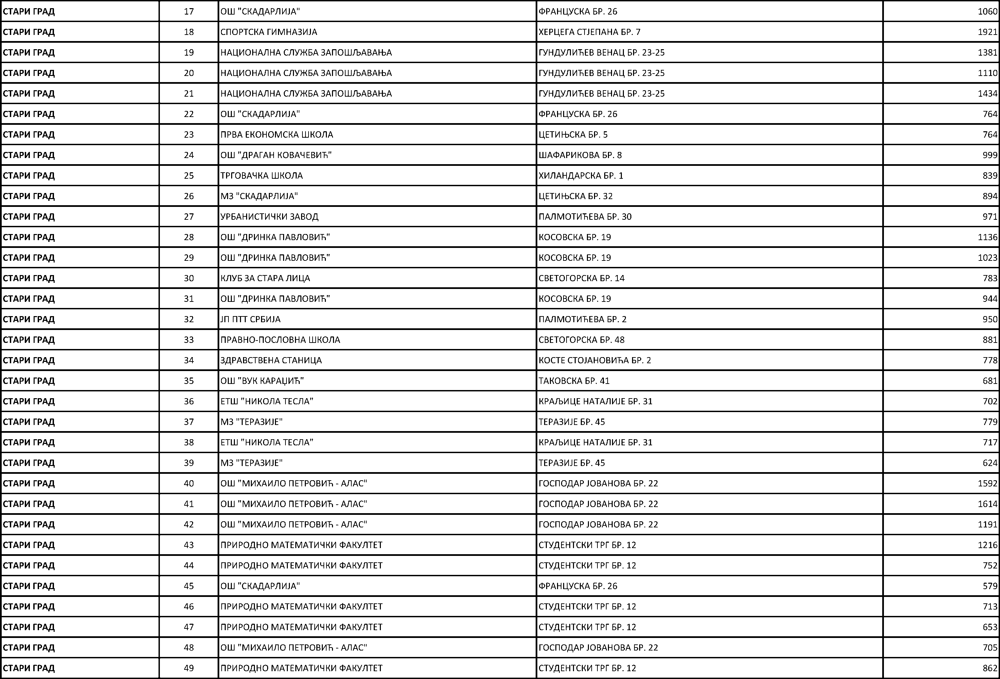 СТАРИ ГРАД 17 ОШ "СКАДАРЛИЈА" ФРАНЦУСКА БР. 26 1060
СТАРИ ГРАД 18 СПОРТСКА ГИМНАЗИЈА ХЕРЦЕГА СТЈЕПАНА БР. 7 1921
СТАРИ ГРАД 19 НАЦИОНАЛНА СЛУЖБА ЗАПОШЉАВАЊА ГУНДУЛИЋЕВ ВЕНАЦ БР. 23-25 1381
СТАРИ ГРАД 20 НАЦИОНАЛНА СЛУЖБА ЗАПОШЉАВАЊА ГУНДУЛИЋЕВ ВЕНАЦ БР. 23-25 1110
СТАРИ ГРАД 21 НАЦИОНАЛНА СЛУЖБА ЗАПОШЉАВАЊА ГУНДУЛИЋЕВ ВЕНАЦ БР. 23-25 1434
СТАРИ ГРАД 22 ОШ "СКАДАРЛИЈА" ФРАНЦУСКА БР. 26 764
СТАРИ ГРАД 23 ПРВА ЕКОНОМСКА ШКОЛА ЦЕТИЊСКА БР. 5 764
СТАРИ ГРАД 24 ОШ "ДРАГАН КОВАЧЕВИЋ" ШАФАРИКОВА БР. 8 999
СТАРИ ГРАД 25 ТРГОВАЧКА ШКОЛА ХИЛАНДАРСКА БР. 1 839
СТАРИ ГРАД 26 МЗ "СКАДАРЛИЈА" ЦЕТИЊСКА БР. 32 894
СТАРИ ГРАД 27 УРБАНИСТИЧКИ ЗАВОД ПАЛМОТИЋЕВА БР. 30 971
СТАРИ ГРАД 28 ОШ "ДРИНКА ПАВЛОВИЋ" КОСОВСКА БР. 19 1136
СТАРИ ГРАД 29 ОШ "ДРИНКА ПАВЛОВИЋ" КОСОВСКА БР. 19 1023
СТАРИ ГРАД 30 КЛУБ ЗА СТАРА ЛИЦА СВЕТОГОРСКА БР. 14 783
СТАРИ ГРАД 31 ОШ "ДРИНКА ПАВЛОВИЋ" КОСОВСКА БР. 19 944
СТАРИ ГРАД 32 ЈП ПТТ СРБИЈА ПАЛМОТИЋЕВА БР. 2 950
СТАРИ ГРАД 33 ПРАВНО-ПОСЛОВНА ШКОЛА СВЕТОГОРСКА БР. 48 881
СТАРИ ГРАД 34 ЗДРАВСТВЕНА СТАНИЦА КОСТЕ СТОЈАНОВИЋА БР. 2 778
СТАРИ ГРАД 35 ОШ "ВУК КАРАЏИЋ" ТАКОВСКА БР. 41 681
СТАРИ ГРАД 36 ЕТШ "НИКОЛА ТЕСЛА" КРАЉИЦЕ НАТАЛИЈЕ БР. 31 702
СТАРИ ГРАД 37 МЗ "ТЕРАЗИЈЕ" ТЕРАЗИЈЕ БР. 45 779
СТАРИ ГРАД 38 ЕТШ "НИКОЛА ТЕСЛА" КРАЉИЦЕ НАТАЛИЈЕ БР. 31 717
СТАРИ ГРАД 39 МЗ "ТЕРАЗИЈЕ" ТЕРАЗИЈЕ БР. 45 624
СТАРИ ГРАД 40 ОШ "МИХАИЛО ПЕТРОВИЋ - АЛАС" ГОСПОДАР ЈОВАНОВА БР. 22 1592
СТАРИ ГРАД 41 ОШ "МИХАИЛО ПЕТРОВИЋ - АЛАС" ГОСПОДАР ЈОВАНОВА БР. 22 1614
СТАРИ ГРАД 42 ОШ "МИХАИЛО ПЕТРОВИЋ - АЛАС" ГОСПОДАР ЈОВАНОВА БР. 22 1191
СТАРИ ГРАД 43 ПРИРОДНО МАТЕМАТИЧКИ ФАКУЛТЕТ СТУДЕНТСКИ ТРГ БР. 12 1216
СТАРИ ГРАД 44 ПРИРОДНО МАТЕМАТИЧКИ ФАКУЛТЕТ СТУДЕНТСКИ ТРГ БР. 12 752
СТАРИ ГРАД 45 ОШ "СКАДАРЛИЈА" ФРАНЦУСКА БР. 26 579
СТАРИ ГРАД 46 ПРИРОДНО МАТЕМАТИЧКИ ФАКУЛТЕТ СТУДЕНТСКИ ТРГ БР. 12 713
СТАРИ ГРАД 47 ПРИРОДНО МАТЕМАТИЧКИ ФАКУЛТЕТ СТУДЕНТСКИ ТРГ БР. 12 653
СТАРИ ГРАД 48 ОШ "МИХАИЛО ПЕТРОВИЋ - АЛАС" ГОСПОДАР ЈОВАНОВА БР. 22 705
СТАРИ ГРАД 49 ПРИРОДНО МАТЕМАТИЧКИ ФАКУЛТЕТ СТУДЕНТСКИ ТРГ БР. 12 862